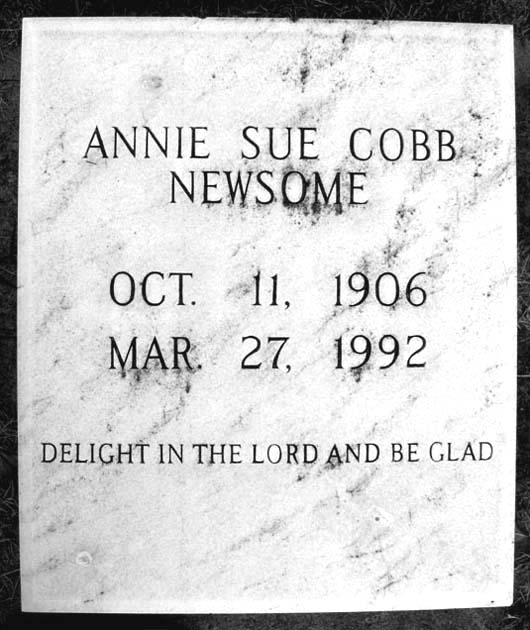 ANNIE SUE COBB
NEWSOME
OCT. 11, 1906
MAR. 27, 1992
DELIGHT IN THE LORD AND BE GLAD